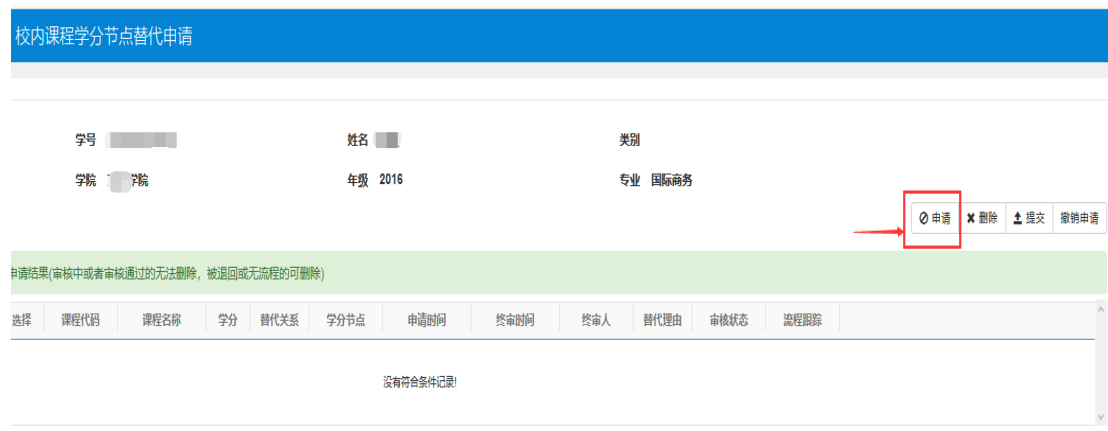 校内课程学分节点替代申请
学号 姓名 类别
学院 学院 年级 2016 专业 国际商务
申请 删除 提交 撤销申请
申请结果(审核中或者审核通过的无法删除，被退回或无流程的可删除)
选择 课程代码 课程名称 学分 替代关系 学分节点 申请时间 终审时间 终审人 替代理由 审核状态 流程跟踪
没有符合条件记录!